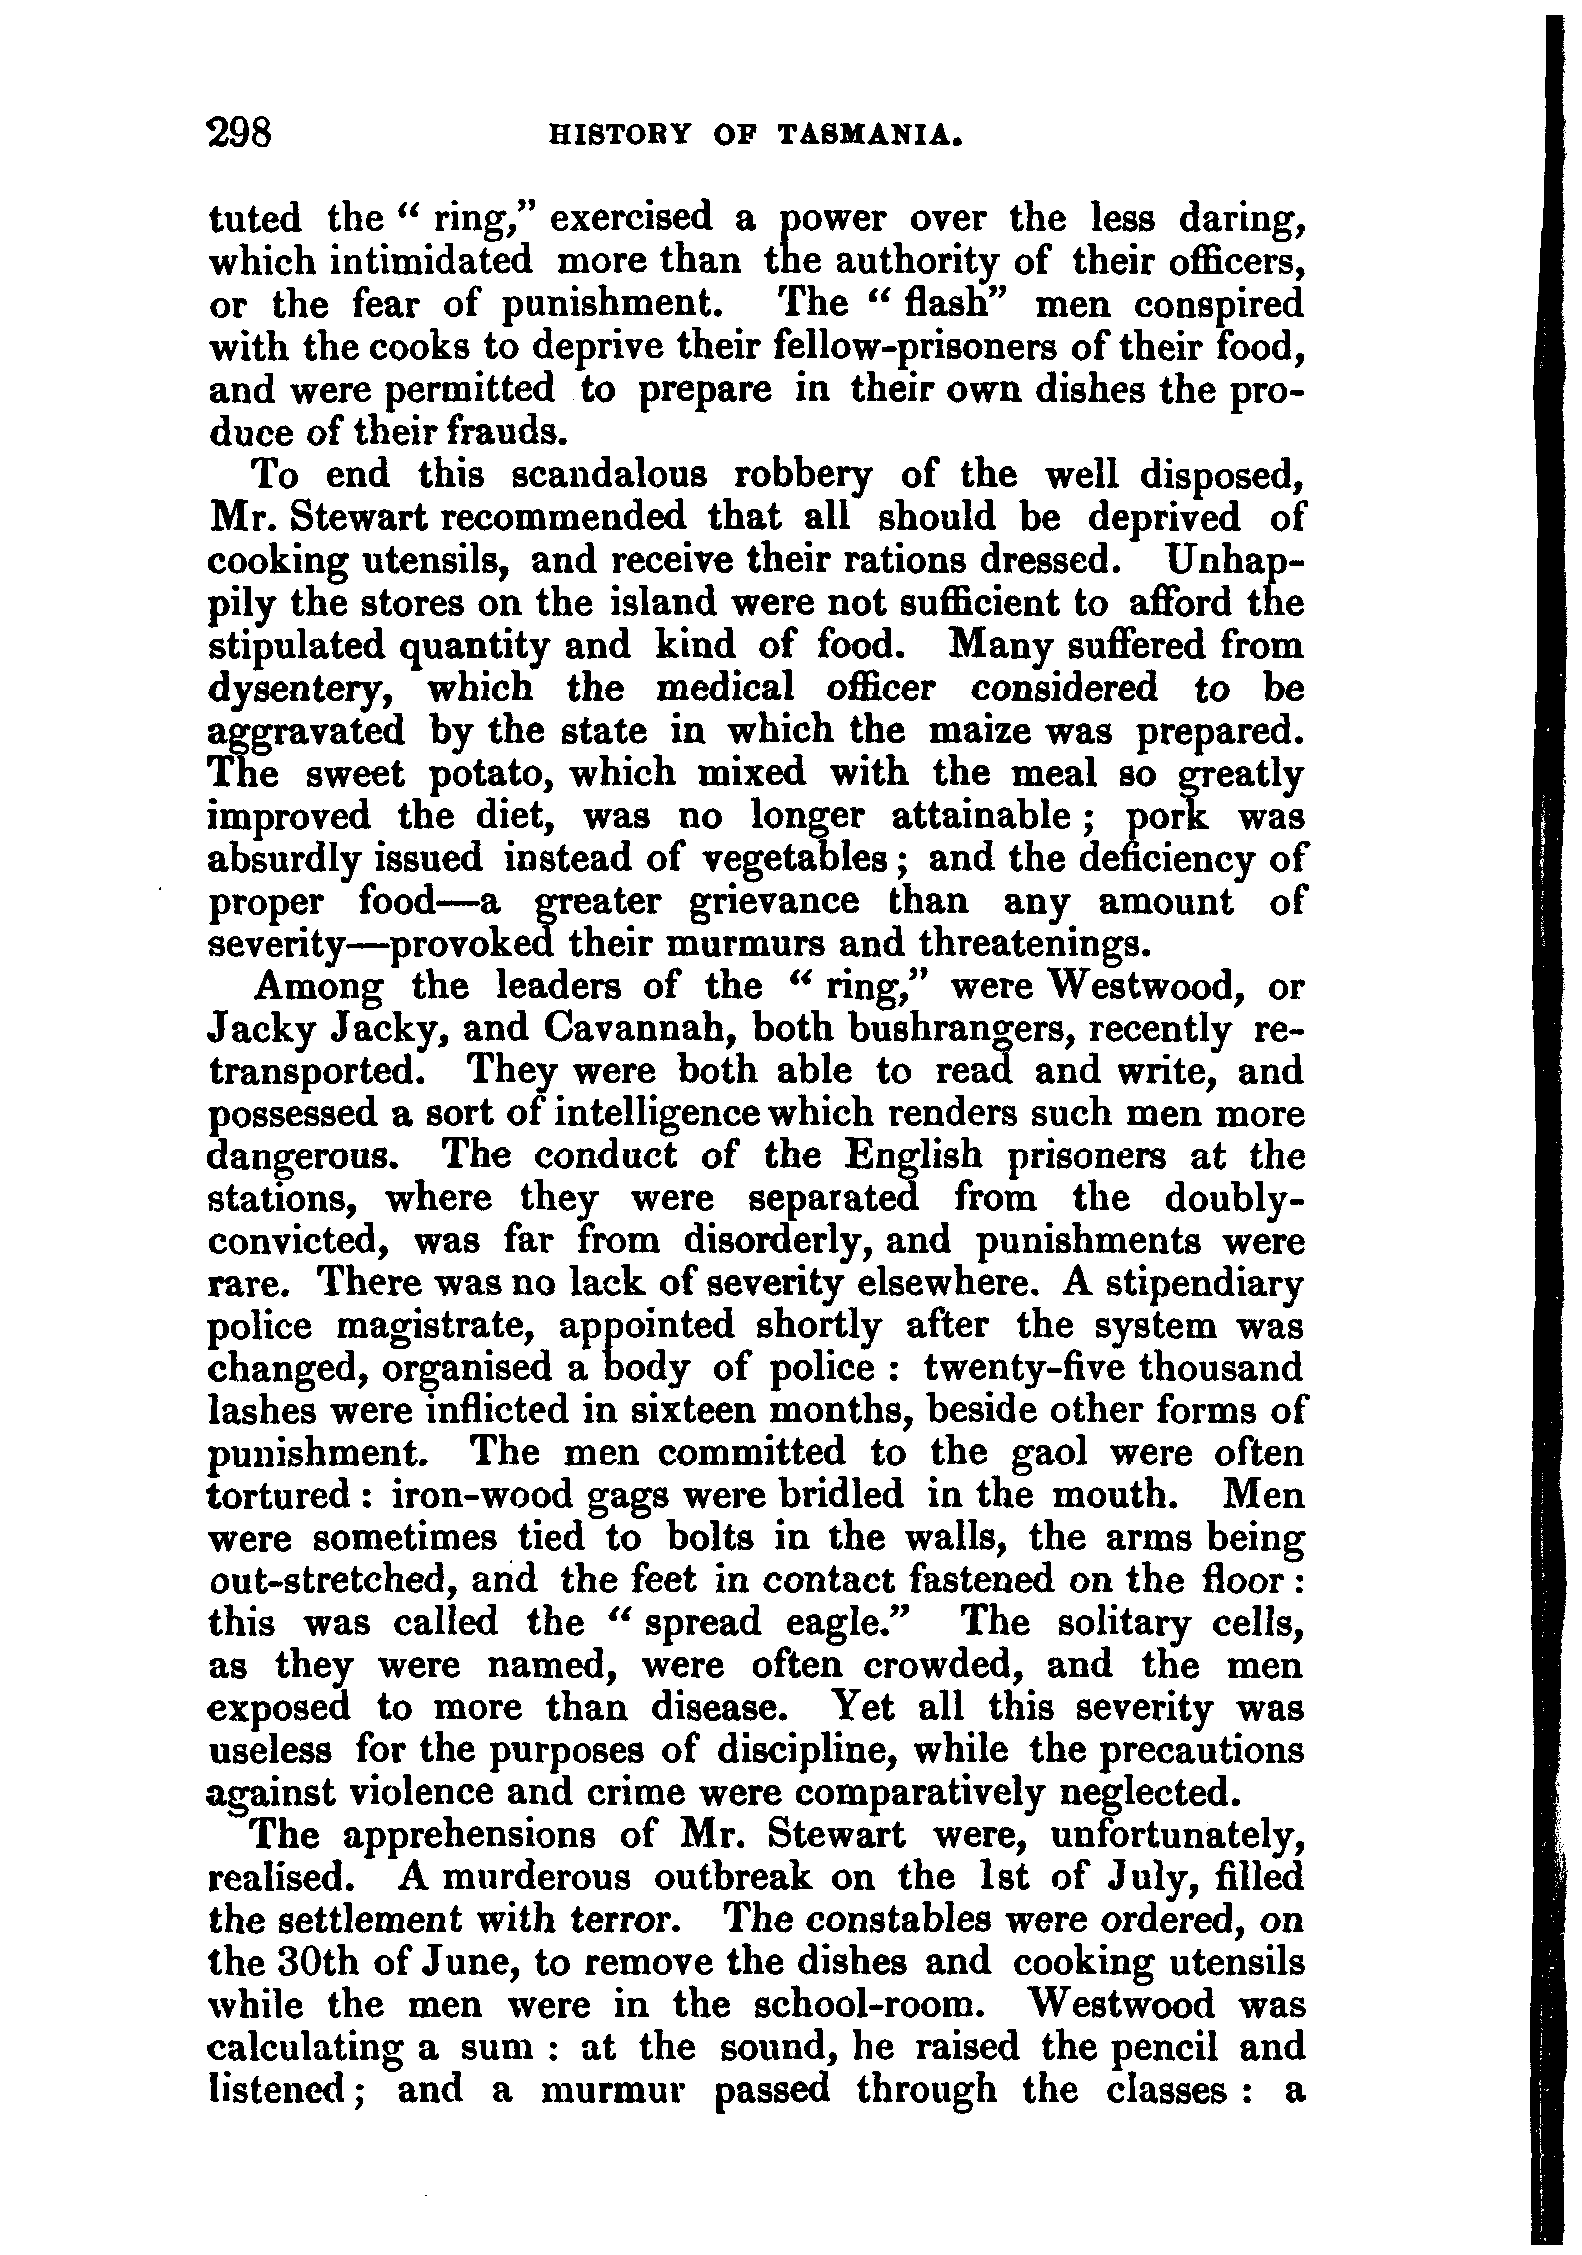 298 HISTORY OF TASMANIA.
tuted the “ ring,” exercised a power over the less daring,
which intimidated more than the authority of their officers,
or the fear of punishment. The “ flash” men conspired
with the cooks to deprive their fellow-prisoners of their food,
and were permitted to prepare in their own dishes the pro-
duce of their frauds.
To end this scandalous robbery of the well disposed,
Mr. Stewart recommended that all should be deprived of
cooking utensils, and receive their rations dressed. Unhap-
pily the stores on the island were not sufficient to afford the
stipulated quantity and kind of food. Many suffered from
dysentery, which the medical officer considered to be
aggravated by the state in which the maize was prepared.
The sweet potato, which mixed with the meal so greatly
improved the diet, was no longer attainable ; pork was
absurdly issued instead of vegetables ; and the deficiency of
proper food—a greater grievance than any amount of
severity—provoked their murmurs and threatenings.
Among the leaders of the “ ring,” were Westwood, or
Jacky Jacky, and Cavannah, both bushrangers, recently re-
transported. They were both able to read and write, and
possessed a sort of intelligence which renders such men more
dangerous. The conduct of the English prisoners at the
stations, where they were separated from the doubly-
convicted, was far from disorderly, and punishments were
rare. There was no lack of severity elsewhere. A stipendiary
police magistrate, appointed shortly after the system was
changed, organised a body of police : twenty-five thousand
lashes were inflicted in sixteen months, beside other forms of
punishment. The men committed to the gaol were often
tortured : iron-wood gags were bridled in the mouth. Men
were sometimes tied to bolts in the walls, the arms being
out-stretched, and the feet in contact fastened on the floor :
this was called the “ spread eagle.” The solitary cells,
as they were named, were often crowded, and the men
exposed to more than disease. Yet all this severity was
useless for the purposes of discipline, while the precautions
against violence and crime were comparatively neglected.
The apprehensions of Mr. Stewart were, unfortunately,
realised. A murderous outbreak on the 1st of July, filled
the settlement with terror. The constables were ordered, on
the 30th of June, to remove the dishes and cooking utensils
while the men were in the school-room. Westwood was
calculating a sum : at the sound, he raised the pencil and
listened ; and a murmur passed through the classes : a